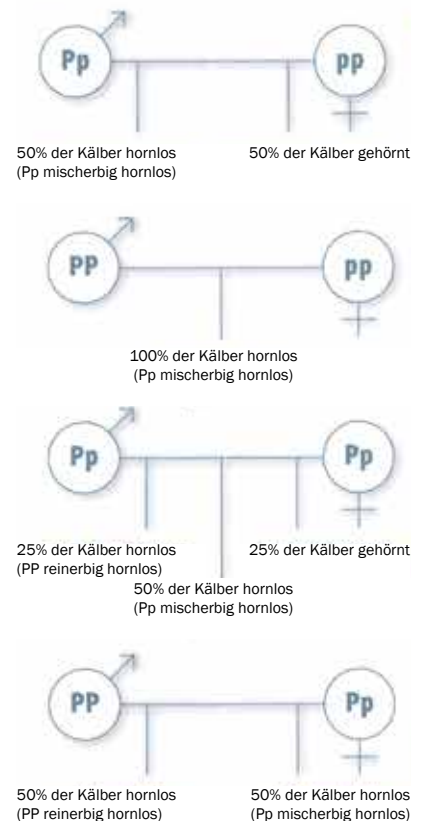 Pp pp
50% der Kälber hornlos 50% der Kälber gehörnt
(Pp mischerbig hornlos)
PP pp
100% der Kälber hornlos
(Pp mischerbig hornlos)
Pp Pp
25% der Kälber hornlos 25% der Kälber gehörnt
(PP reinerbig hornlos)
50% der Kälber hornlos
(Pp mischerbig hornlos)
PP Pp
50% der Kälber hornlos 50% der Kälber hornlos
(PP reinerbig hornlos) (Pp mischerbig hornlos)